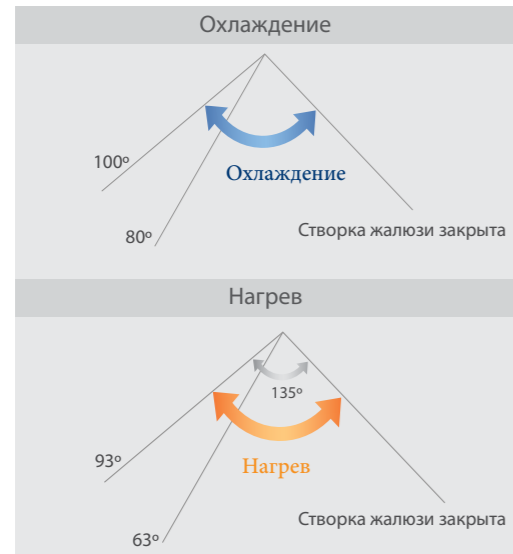 Охлаждение
100º
Охлаждение
80º
Створка жалюзи закрыта
Нагрев
135º
93º
Нагрев
63º
Створка жалюзи закрыта